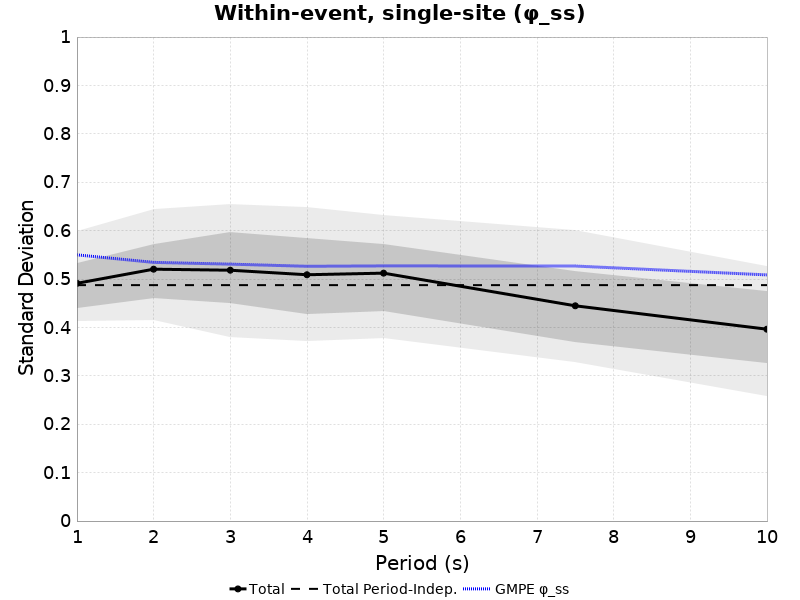 Within-event, single-site (φ_ss)
Standard Deviation
1
0.9
0.8
0.7
0.6
0.5
0.4
0.3
0.2
0.1
0
1 2 3 4 5 6 7 8 9 10
Period (s)
Total Total Period-Indep. GMPE φ_ss